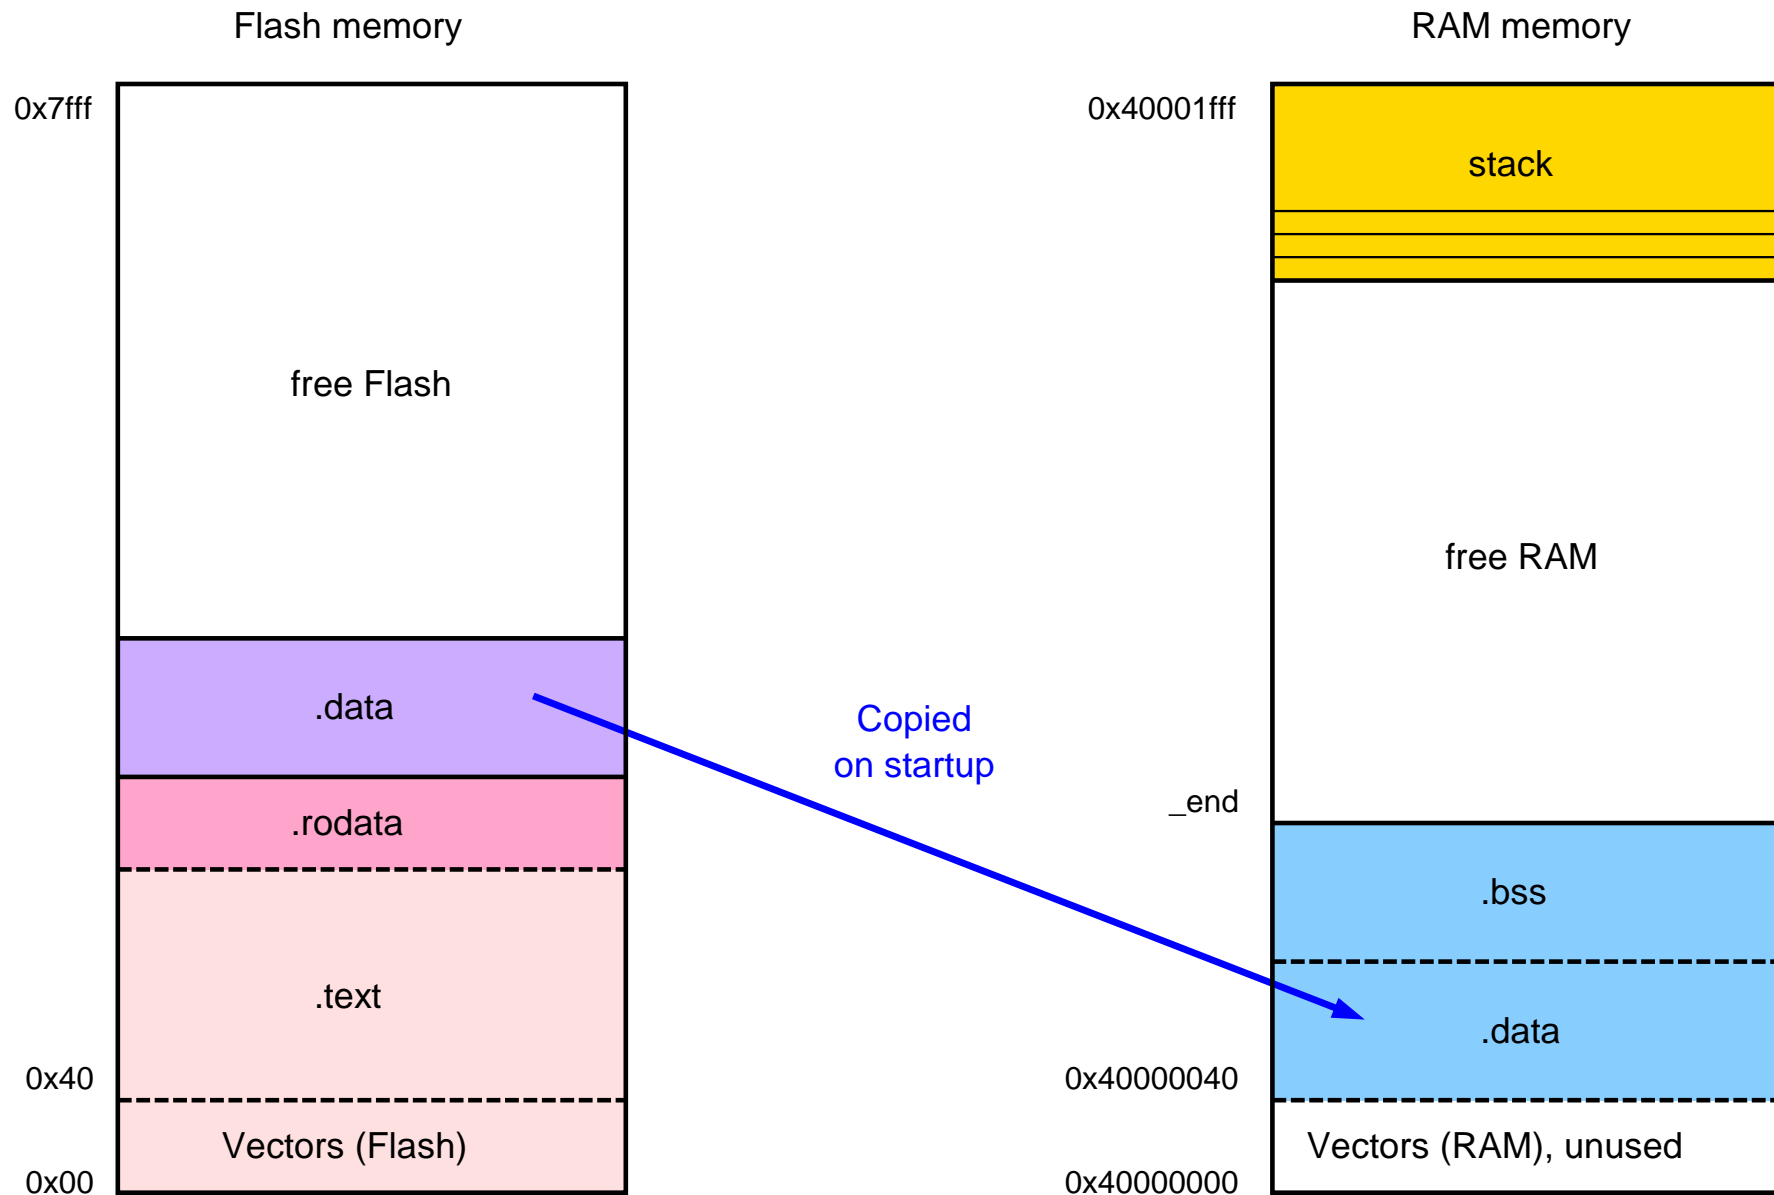 Flash memory
0x7fff
free Flash
.data
.rodata
.text
0x40
Vectors (Flash)
0x00
Copied
on startup
RAM memory
0x40001fff
stack
free RAM
_end
.bss
.data
0x40000040
Vectors (RAM), unused
0x40000000